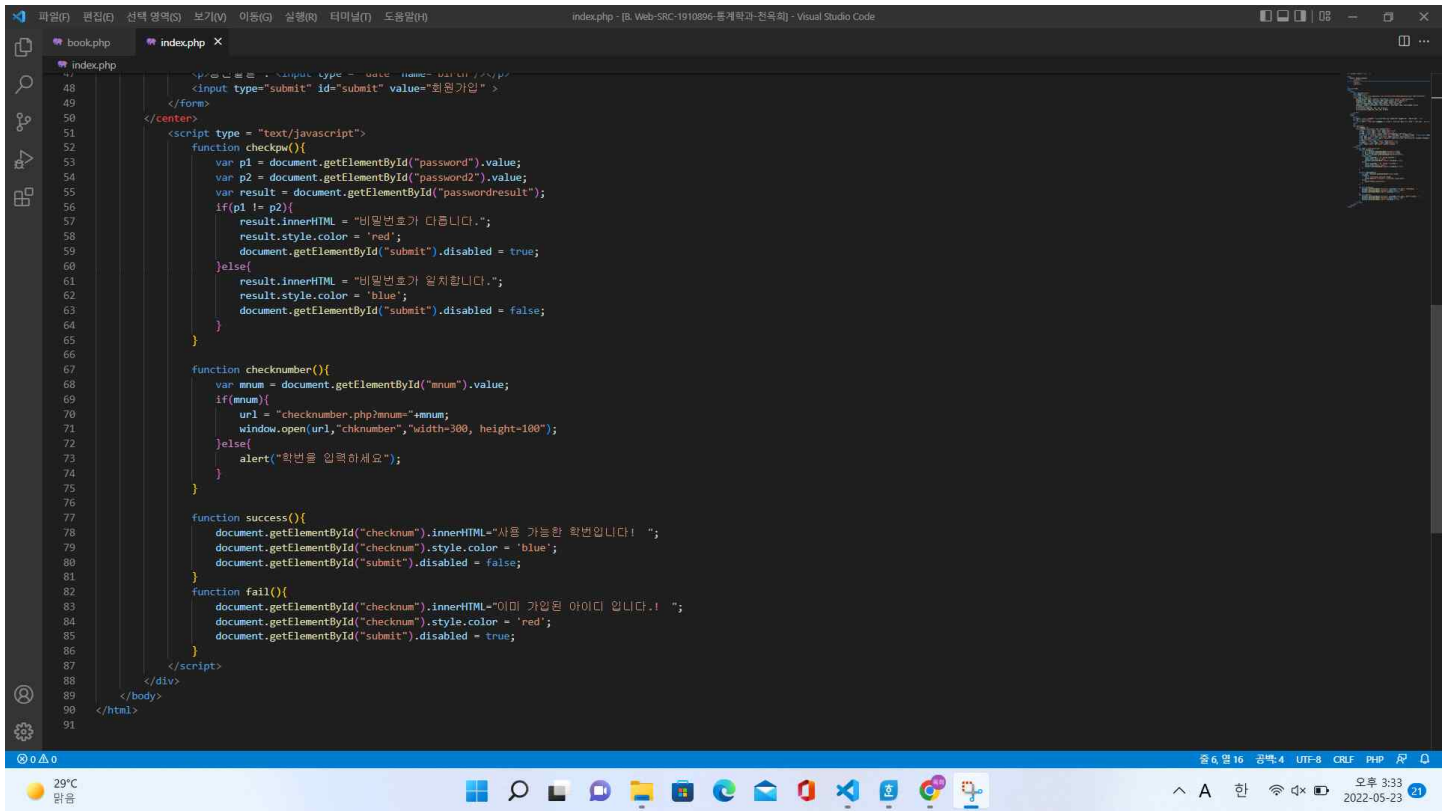 파일(F) 편집(E) 선택 영역(S) 보기(V) 이동(G) 실행(R) 터미널(T) 도움말(H)
index.php - [B. Web-SRC-1910896-통계학과-천옥희] - Visual Studio Code
book.php index.php
index.php
47 <p>생년월일 : <input type = "date" name="birth"/></p>
48 <input type="submit" id="submit" value="회원가입" >
49 </form>
50 </center>
51 <script type = "text/javascript">
52 function checkpw(){
53 var p1 = document.getElementById("password").value;
54 var p2 = document.getElementById("password2").value;
55 var result = document.getElementById("passwordresult");
56 if(p1 != p2){
57 result.innerHTML = "비밀번호가 다릅니다.";
58 result.style.color = 'red';
59 document.getElementById("submit").disabled = true;
60 }else{
61 result.innerHTML = "비밀번호가 일치합니다.";
62 result.style.color = 'blue';
63 document.getElementById("submit").disabled = false;
64 }
65 }
66
67 function checknumber(){
68 var mnum = document.getElementById("mnum").value;
69 if(mnum){
70 url = "checknumber.php?mnum="+mnum;
71 window.open(url,"chknumber","width=300, height=100");
72 }else{
73 alert("학번을 입력하세요");
74 }
75 }
76
77 function success(){
78 document.getElementById("checknum").innerHTML="사용 가능한 학번입니다!  ";
79 document.getElementById("checknum").style.color = 'blue';
80 document.getElementById("submit").disabled = false;
81 }
82 function fail(){
83 document.getElementById("checknum").innerHTML="이미 가입된 아이디 입니다.!  ";
84 document.getElementById("checknum").style.color = 'red';
85 document.getElementById("submit").disabled = true;
86 }
87 </script>
88 </div>
89 </body>
90 </html>
91
0 0 줄 6, 열 16 공백: 4 UTF-8 CRLF PHP
29°C
맑음
A 한 오후 3:33
2022-05-23 21